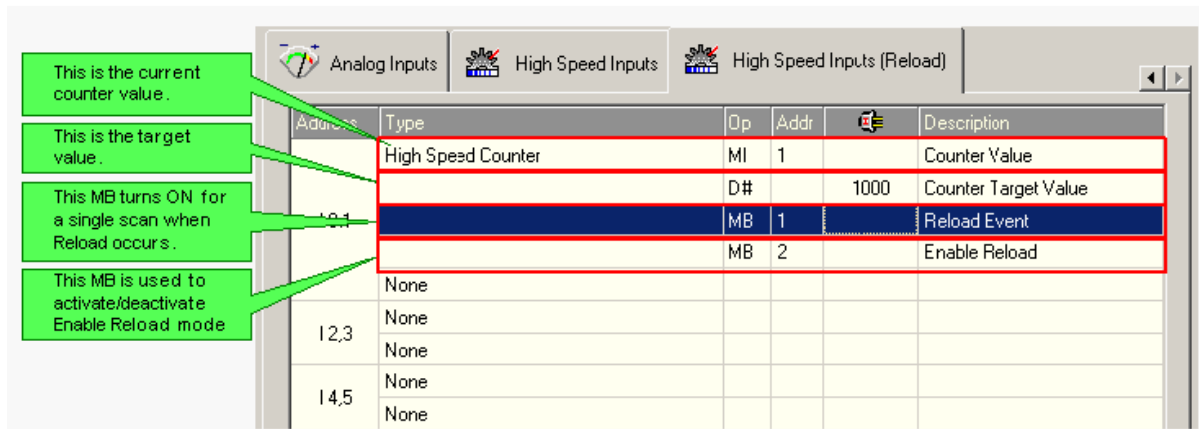 This is the current
counter value.
This is the target
value.
This MB turns ON for
a single scan when
Reload occurs.
This MB is used to
activate/deactivate
Enable Reload mode
Analog Inputs High Speed Inputs High Speed Inputs (Reload)
Type Op Addr Description
High Speed Counter MI 1 Counter Value
D# 1000 Counter Target Value
MB 1 Reload Event
MB 2 Enable Reload
None
None
I 2,3
None
None
I 4,5
None